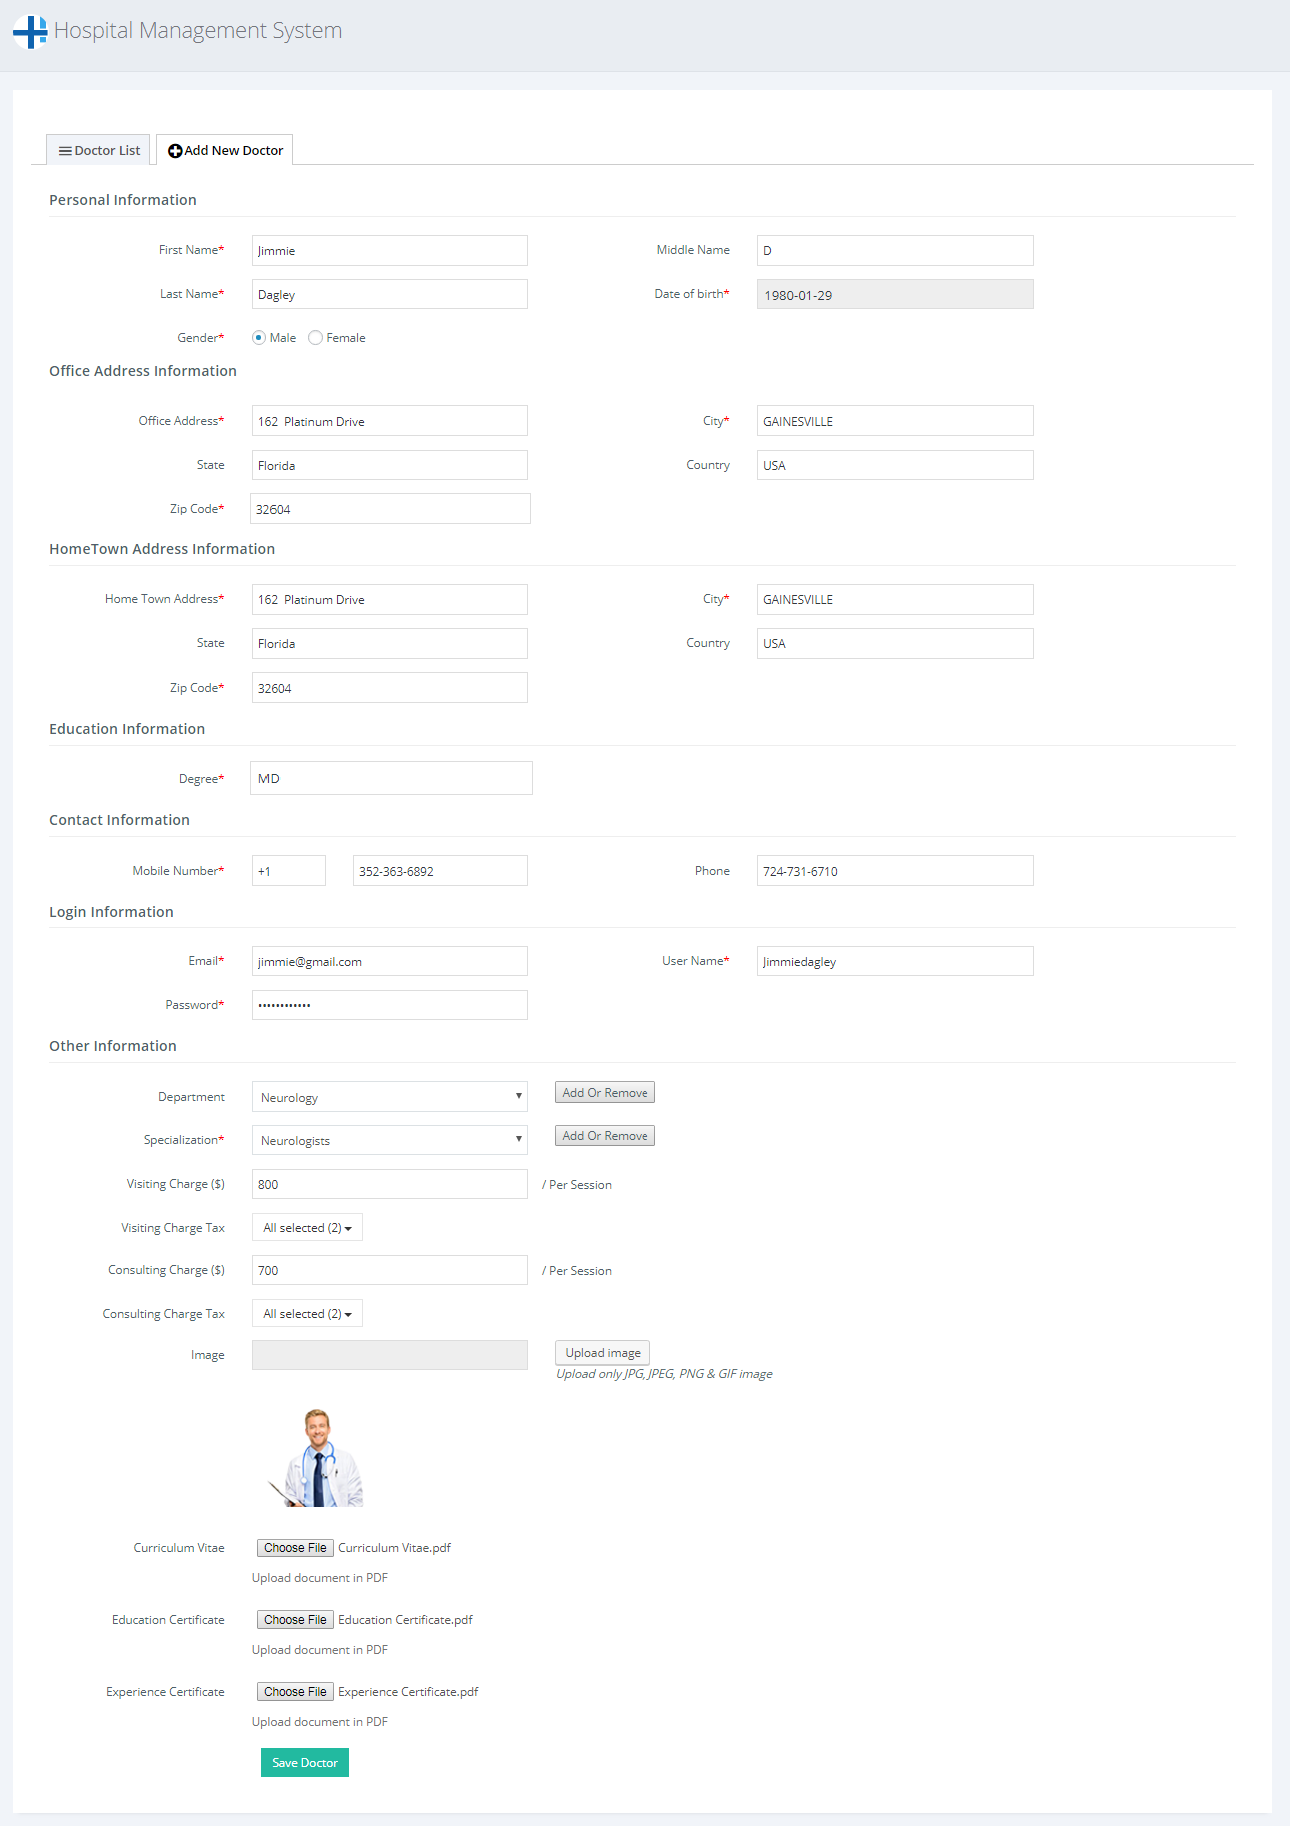 Hospital Management System
Doctor List Add New Doctor
Personal Information
First Name* Jimmie Middle Name D
Last Name* Dagley Date of birth* 1980-01-29
Gender* Male Female
Office Address Information
Office Address* 162 Platinum Drive City* GAINESVILLE
State Florida Country USA
Zip Code* 32604
HomeTown Address Information
Home Town Address* 162 Platinum Drive City* GAINESVILLE
State Florida Country USA
Zip Code* 32604
Education Information
Degree* MD
Contact Information
Mobile Number* +1 352-363-6892 Phone 724-731-6710
Login Information
Email* jimmie@gmail.com User Name* Jimmiedagley
Password* ••••••••••••
Other Information
Department Neurology Add Or Remove
Specialization* Neurologists Add Or Remove
Visiting Charge ($) 800 / Per Session
Visiting Charge Tax All selected (2)
Consulting Charge ($) 700 / Per Session
Consulting Charge Tax All selected (2)
Image Upload image
Upload only JPG, JPEG, PNG & GIF image
Curriculum Vitae Choose File Curriculum Vitae.pdf
Upload document in PDF
Education Certificate Choose File Education Certificate.pdf
Upload document in PDF
Experience Certificate Choose File Experience Certificate.pdf
Upload document in PDF
Save Doctor